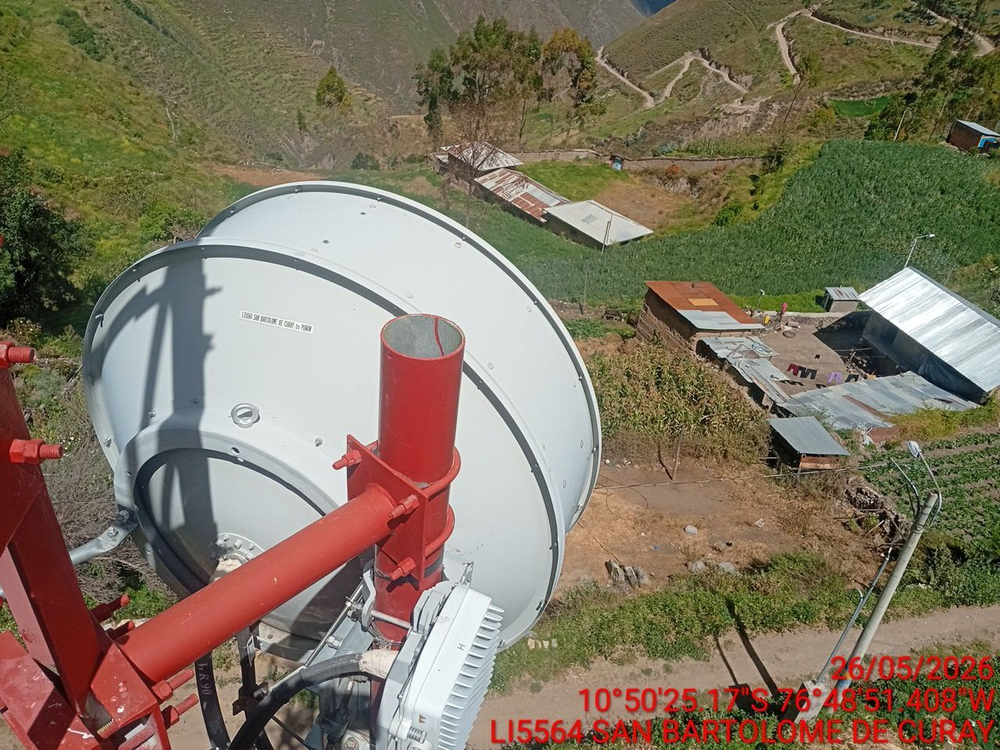 LI5564 SAN BARTOLOME DE CURAY to PUÑUN
H
26/05/2026
10°50'25.17"S 76°48'51.408"W
LI5564 SAN BARTOLOME DE CURAY